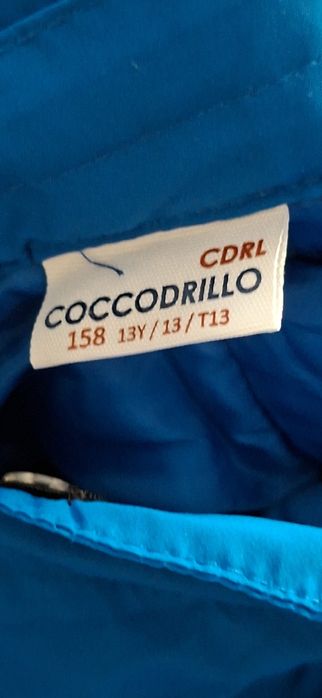 CDRL
COCCODRILLO
158 13Y / 13 / T13